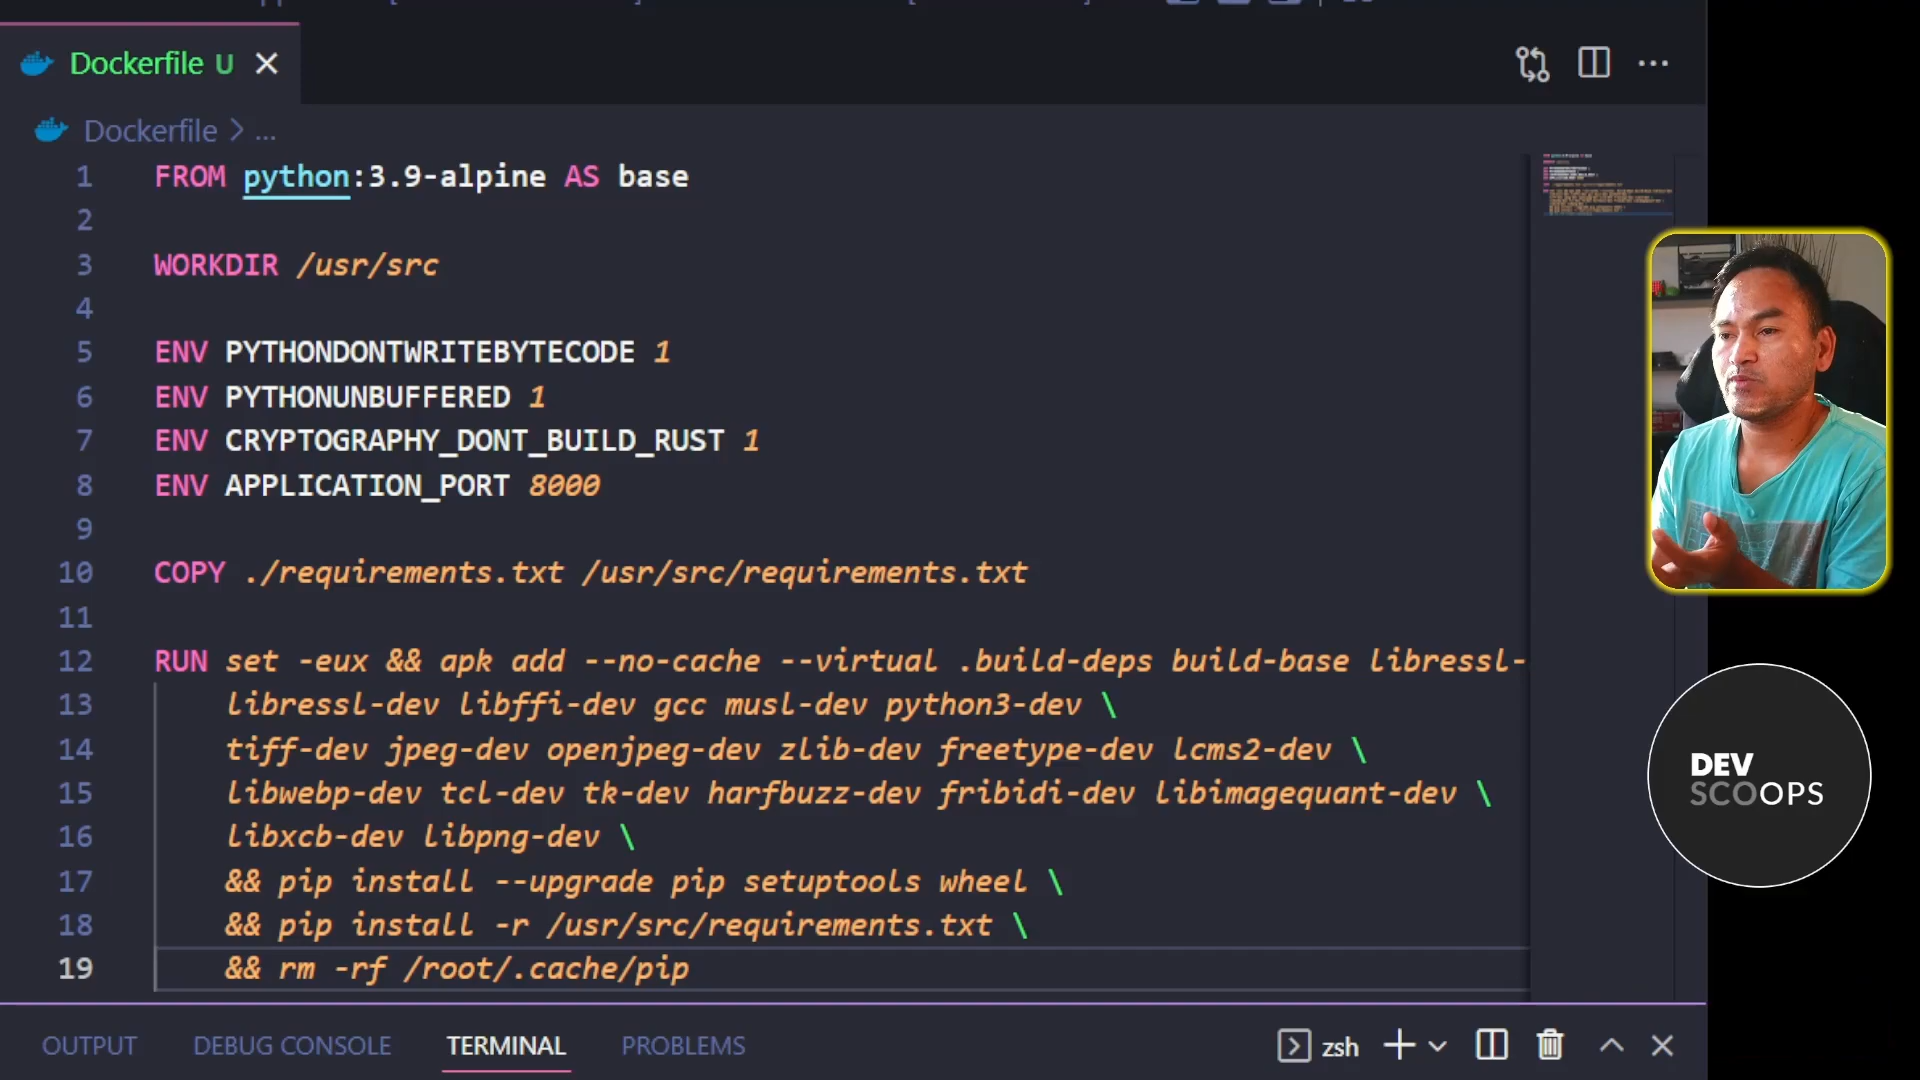 Dockerfile U
Dockerfile > ...
1 FROM python:3.9-alpine AS base
2
3 WORKDIR /usr/src
4
5 ENV PYTHONDONTWRITEBYTECODE 1
6 ENV PYTHONUNBUFFERED 1
7 ENV CRYPTOGRAPHY_DONT_BUILD_RUST 1
8 ENV APPLICATION_PORT 8000
9
10 COPY ./requirements.txt /usr/src/requirements.txt
11
12 RUN set -eux && apk add --no-cache --virtual .build-deps build-base libressl-
13 libressl-dev libffi-dev gcc musl-dev python3-dev \
14 tiff-dev jpeg-dev openjpeg-dev zlib-dev freetype-dev lcms2-dev \
15 libwebp-dev tcl-dev tk-dev harfbuzz-dev fribidi-dev libimagequant-dev \
16 libxcb-dev libpng-dev \
17 && pip install --upgrade pip setuptools wheel \
18 && pip install -r /usr/src/requirements.txt \
19 && rm -rf /root/.cache/pip
DEV
SCOOPS
OUTPUT DEBUG CONSOLE TERMINAL PROBLEMS zsh